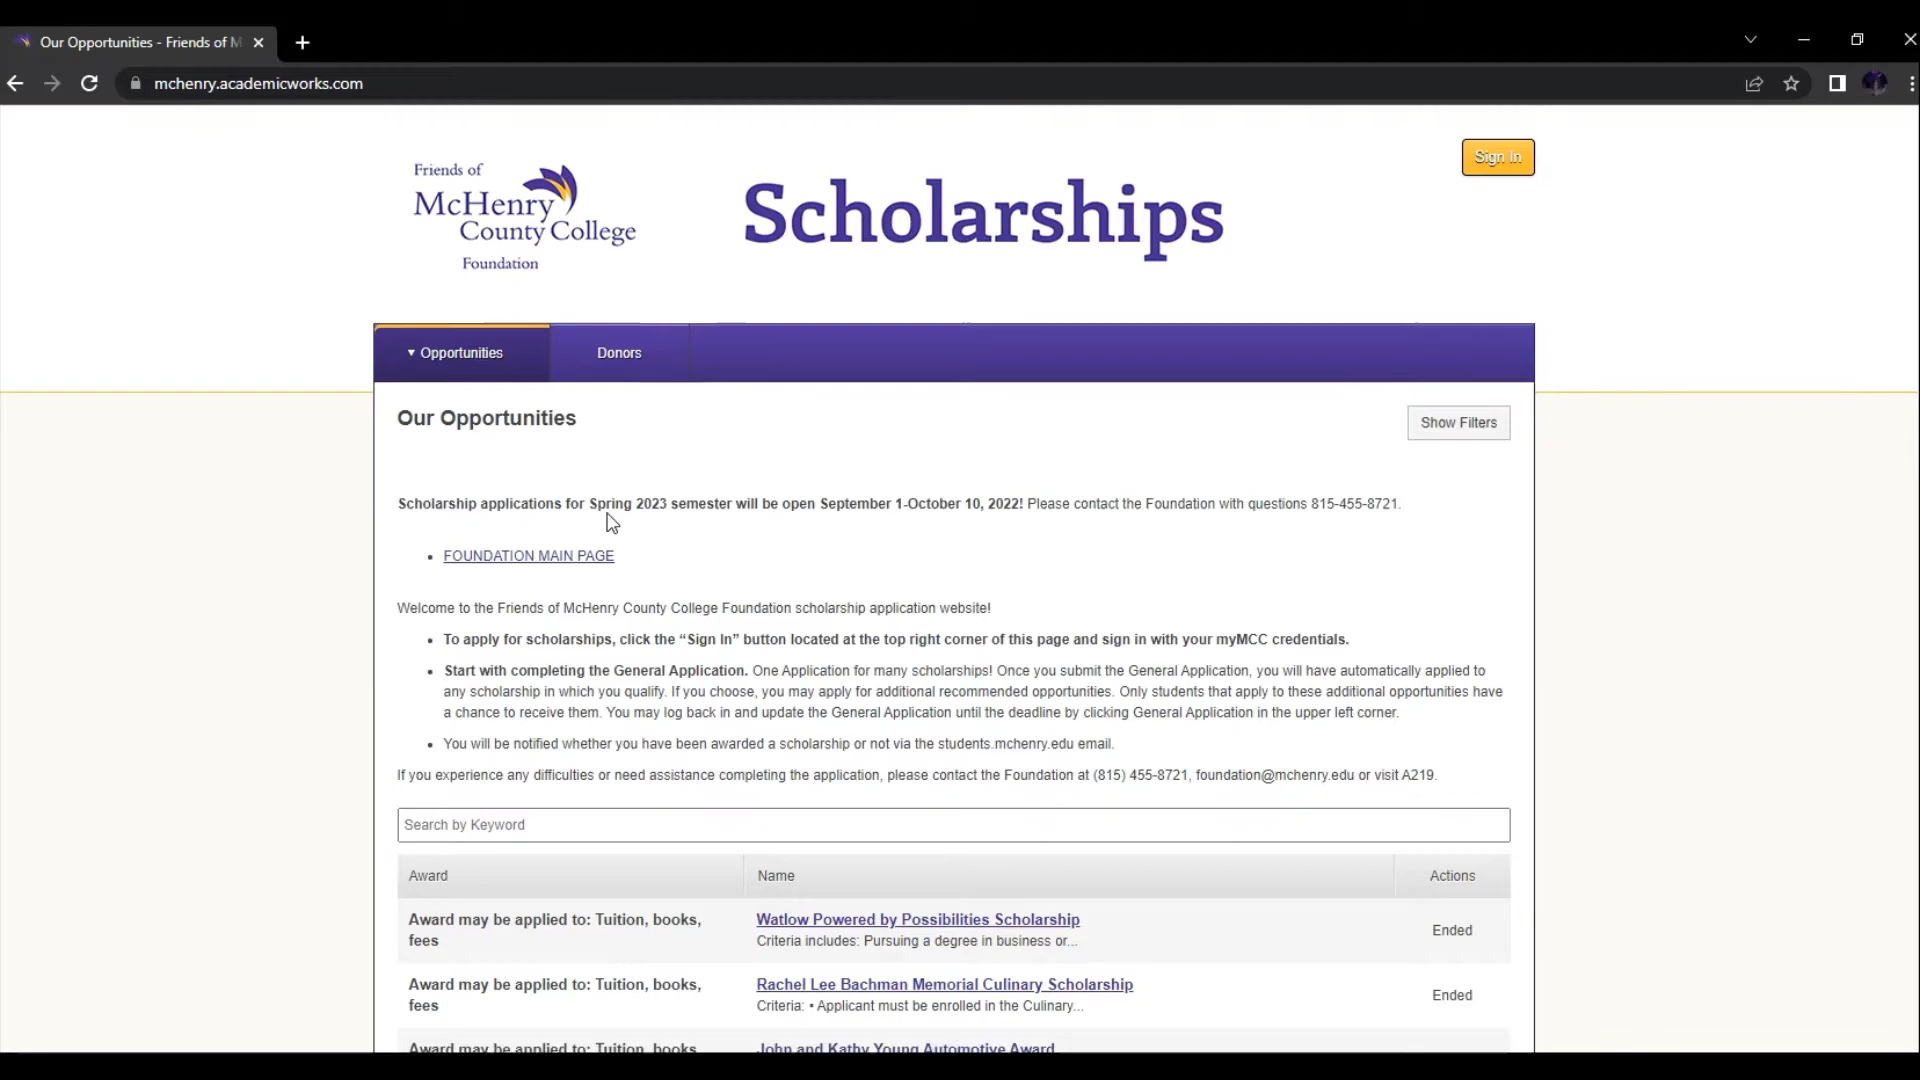 Our Opportunities - Friends of M
mchenry.academicworks.com
Sign In
Friends of
McHenry
County College
Foundation
Scholarships
Opportunities
Donors
Our Opportunities
Show Filters
Scholarship applications for Spring 2023 semester will be open September 1-October 10, 2022! Please contact the Foundation with questions 815-455-8721.
• FOUNDATION MAIN PAGE
Welcome to the Friends of McHenry County College Foundation scholarship application website!
• To apply for scholarships, click the “Sign In” button located at the top right corner of this page and sign in with your myMCC credentials.
• Start with completing the General Application. One Application for many scholarships! Once you submit the General Application, you will have automatically applied to
any scholarship in which you qualify. If you choose, you may apply for additional recommended opportunities. Only students that apply to these additional opportunities have
a chance to receive them. You may log back in and update the General Application until the deadline by clicking General Application in the upper left corner.
• You will be notified whether you have been awarded a scholarship or not via the students.mchenry.edu email.
If you experience any difficulties or need assistance completing the application, please contact the Foundation at (815) 455-8721, foundation@mchenry.edu or visit A219.
Search by Keyword
Award Name Actions
Award may be applied to: Tuition, books,
fees
Watlow Powered by Possibilities Scholarship
Criteria includes: Pursuing a degree in business or...
Ended
Award may be applied to: Tuition, books,
fees
Rachel Lee Bachman Memorial Culinary Scholarship
Criteria: • Applicant must be enrolled in the Culinary...
Ended
Award may be applied to: Tuition, books,
John and Kathy Young Automotive Award